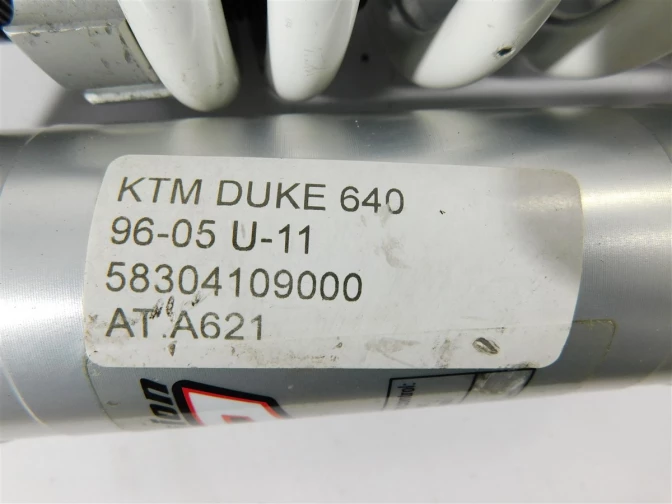 KTM DUKE 640
96-05 U-11
58304109000
AT.A621